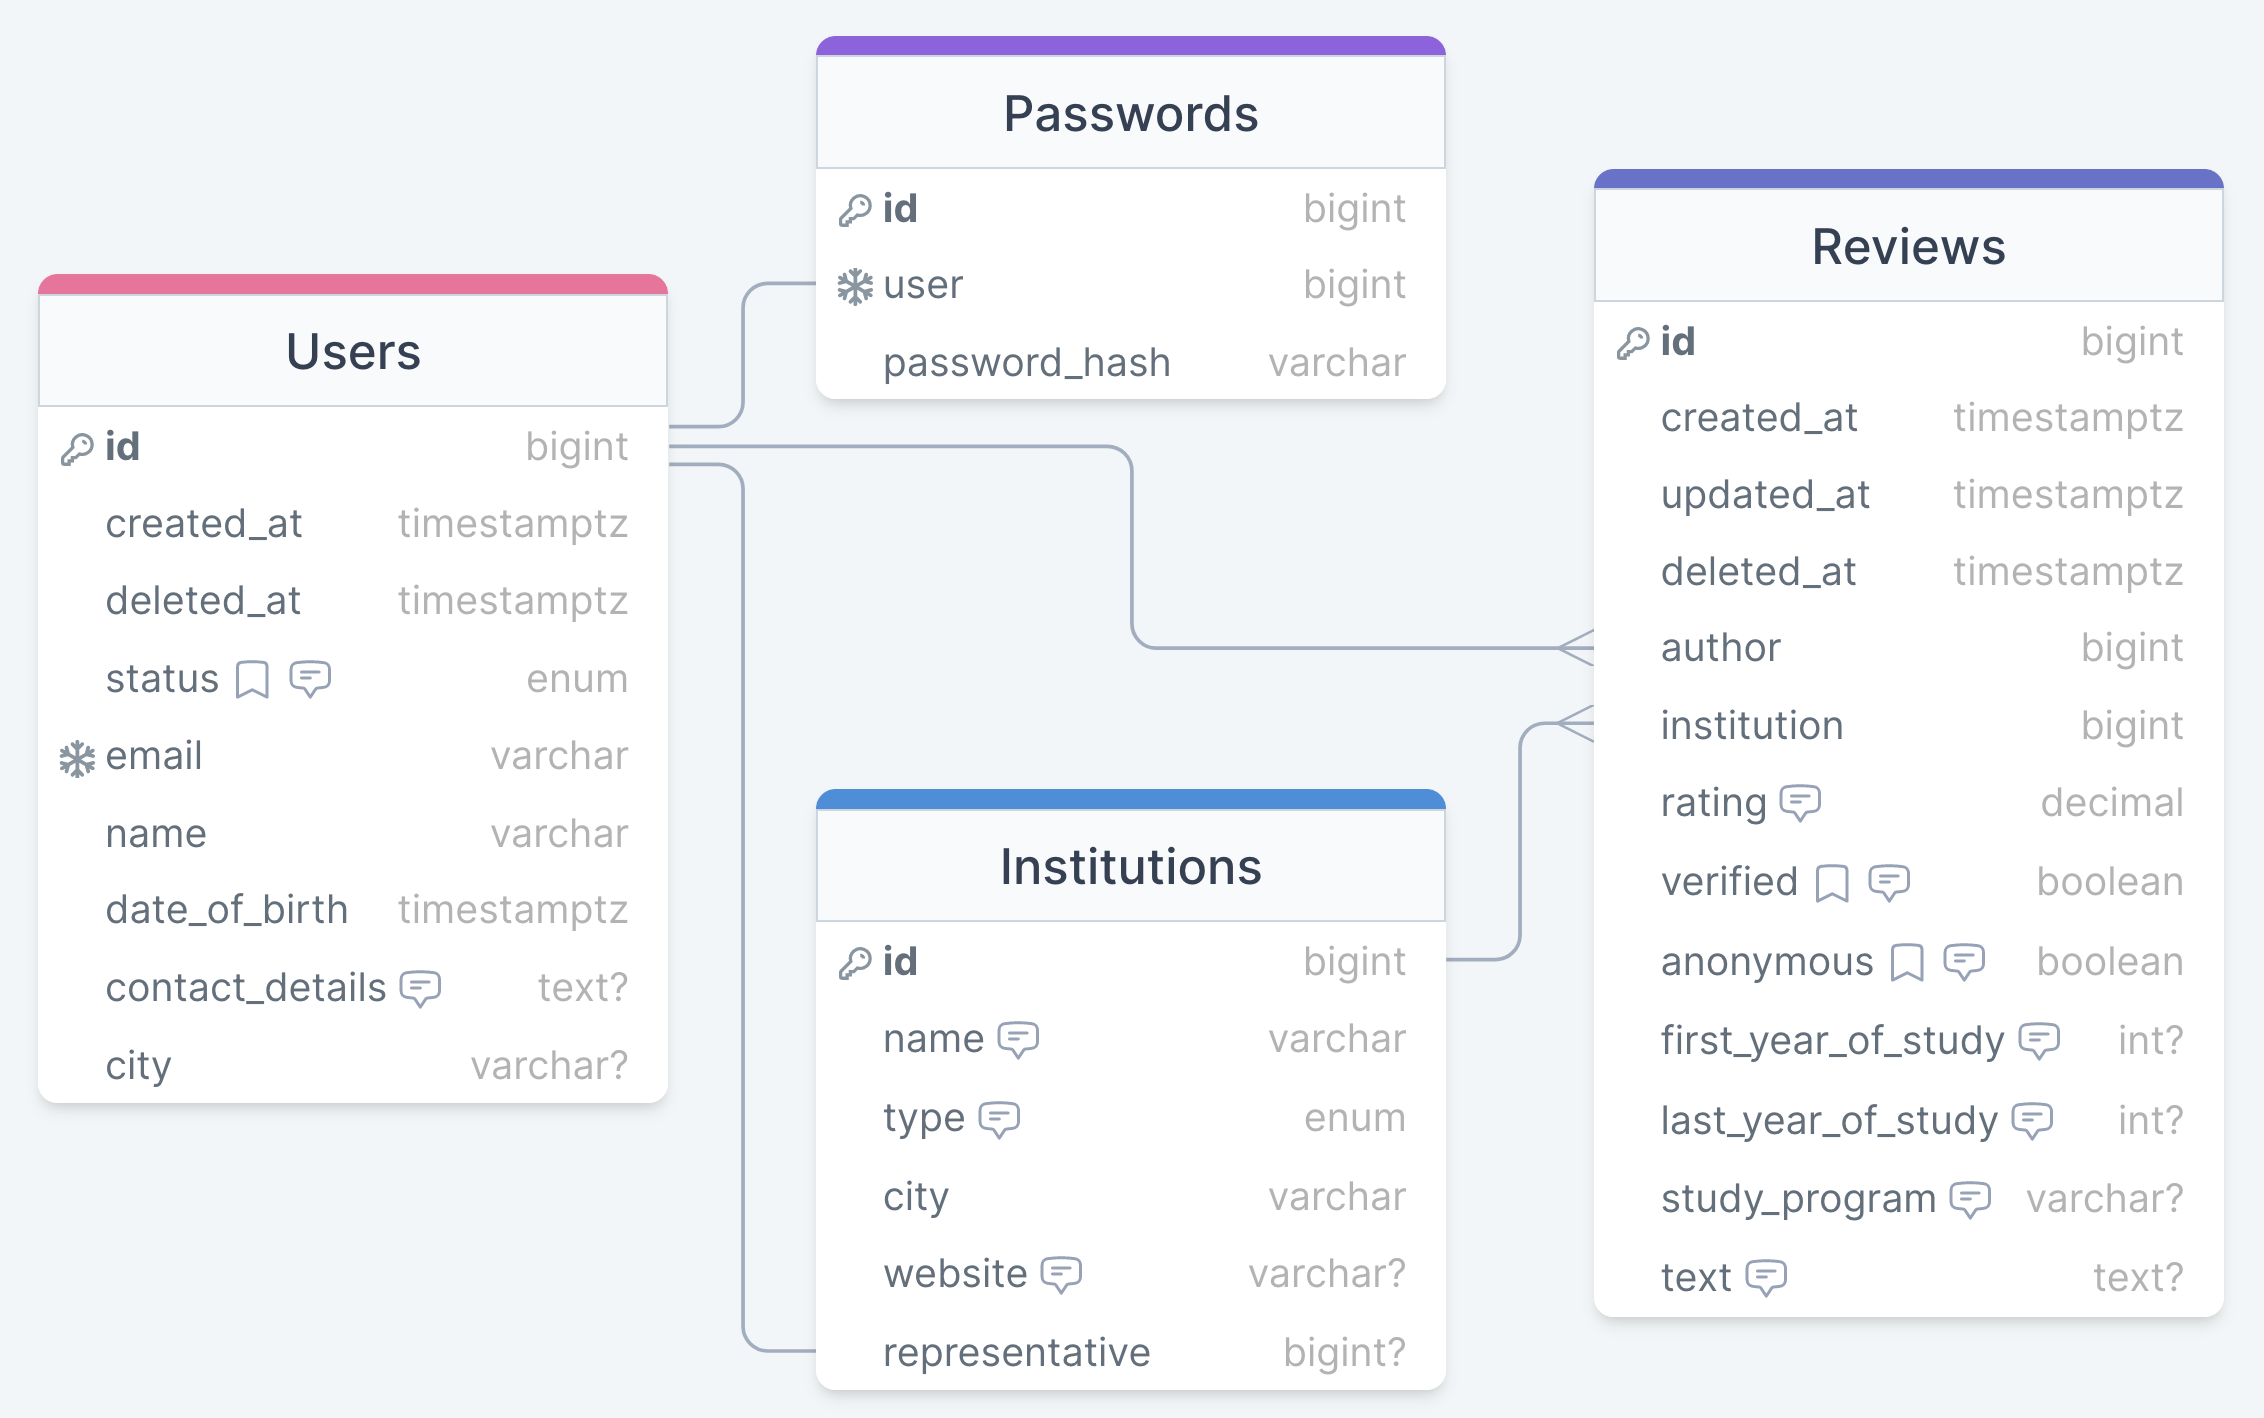 Users
id bigint
created_at timestamptz
deleted_at timestamptz
status enum
email varchar
name varchar
date_of_birth timestamptz
contact_details text?
city varchar?
Passwords
id bigint
user bigint
password_hash varchar
Institutions
id bigint
name varchar
type enum
city varchar
website varchar?
representative bigint?
Reviews
id bigint
created_at timestamptz
updated_at timestamptz
deleted_at timestamptz
author bigint
institution bigint
rating decimal
verified boolean
anonymous boolean
first_year_of_study int?
last_year_of_study int?
study_program varchar?
text text?